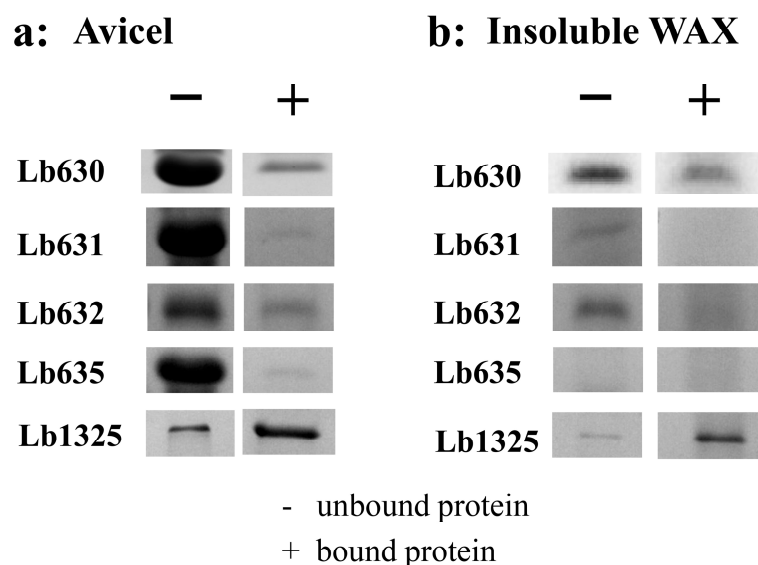 a: Avicel
− +
Lb630
Lb631
Lb632
Lb635
Lb1325
b: Insoluble WAX
− +
Lb630
Lb631
Lb632
Lb635
Lb1325
- unbound protein
+ bound protein